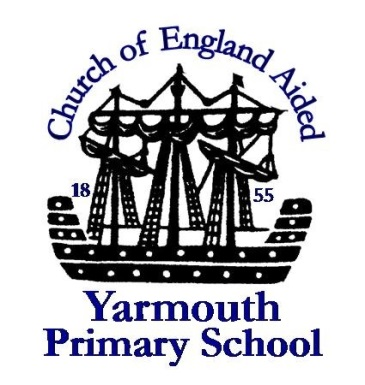 Church of England Aided
18 55
Yarmouth
Primary School